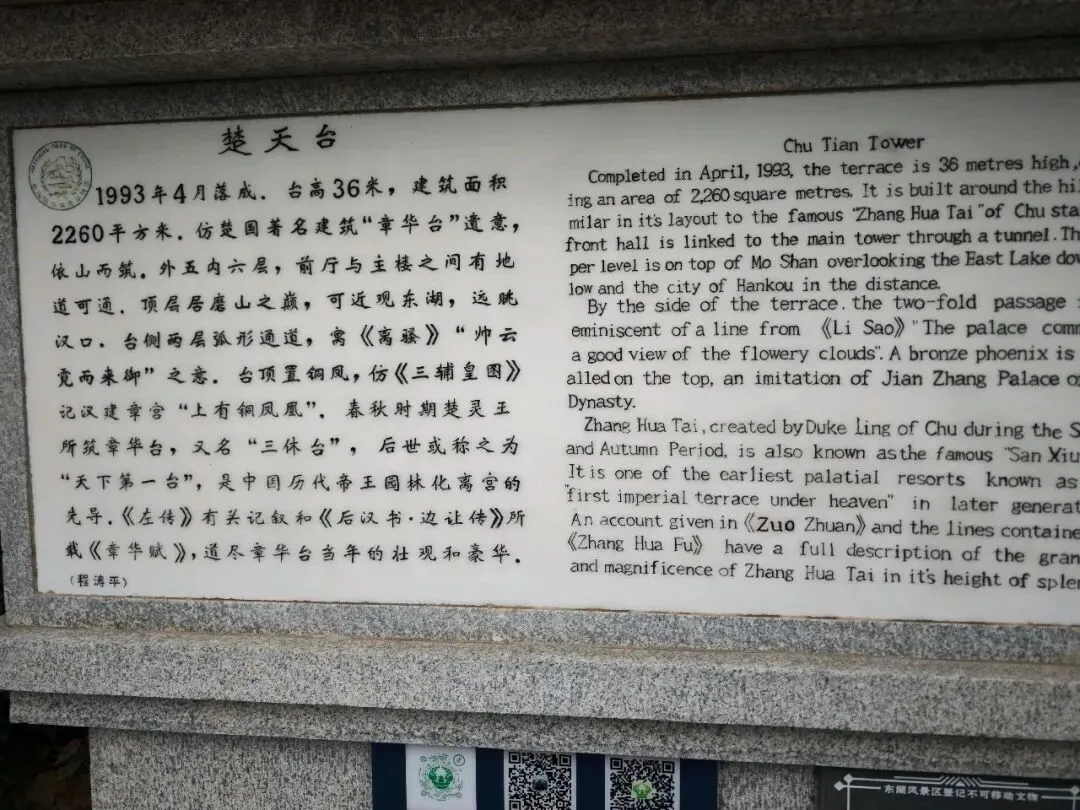 楚天台
1993年4月落成．台高36米，建筑面积
2260平方米．仿楚国著名建筑“章华台”遗意，
依山而筑．外五内六层，前厅与主楼之间有地
道可通．顶层居磨山之巅，可近观东湖，远眺
汉口．台侧两层弧形通道，寓《离骚》“帅云
霓而来御”之意．台顶置铜凤，仿《三辅皇图》
记汉建章宫“上有铜凤凰”．春秋时期楚灵王
所筑章华台，又名“三休台”，后世或称之为
“天下第一台”，是中国历代帝王园林化离宫的
先导．《左传》有关记叙和《后汉书·边让传》所
载《章华赋》，道尽章华台当年的壮观和豪华．
（程涛平）
Chu Tian Tower
Completed in April, 1993, the terrace is 36 metres high,
ing an area of 2,260 square metres. It is built around the hi
milar in it's layout to the famous "Zhang Hua Tai "of Chu sta
front hall is linked to the main tower through a tunnel. Th
per level is on top of Mo Shan overlooking the East Lake do
low and the city of Hankou in the distance.
By the side of the terrace. the two-fold passage
eminiscent of a line from 《Li Sao》 "The palace com
a good view of the flowery clouds". A bronze phoenix is
alled on the top, an imitation of Jian Zhang Palace o
Dynasty.
Zhang Hua Tai, created by Duke Ling of Chu during the S
and Autumn Period, is also known as the famous "San Xiu
It is one of the earliest palatial resorts known as
"first imperial terrace under heaven" in later generat
An account given in 《Zuo Zhuan》 and the lines containe
《Zhang Hua Fu》 have a full description of the gran
and magnificence of Zhang Hua Tai in it's height of sple
东湖风景区登记不可移动文物